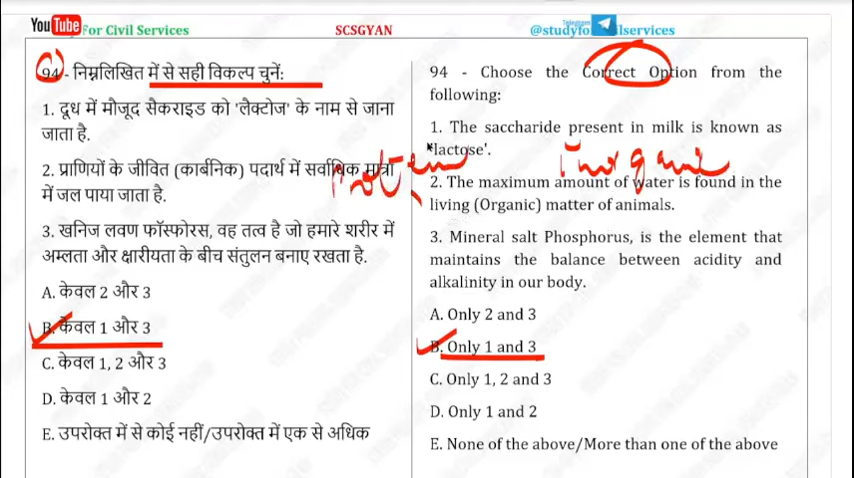 YouTube For Civil Services
SCSGYAN
Telegram
@studyfo lservices
94 - निम्नलिखित में से सही विकल्प चुनें:
1. दूध में मौजूद सैकराइड को 'लैक्टोज' के नाम से जाना
जाता है.
2. प्राणियों के जीवित (कार्बनिक) पदार्थ में सर्वाधिक मात्रा
में जल पाया जाता है.
3. खनिज लवण फॉस्फोरस, वह तत्व है जो हमारे शरीर में
अम्लता और क्षारीयता के बीच संतुलन बनाए रखता है.
A. केवल 2 और 3
B. केवल 1 और 3
C. केवल 1, 2 और 3
D. केवल 1 और 2
E. उपरोक्त में से कोई नहीं/उपरोक्त में एक से अधिक
Protein
94 - Choose the Correct Option from the
following:
1. The saccharide present in milk is known as
'lactose'.
Inorganic
2. The maximum amount of water is found in the
living (Organic) matter of animals.
3. Mineral salt Phosphorus, is the element that
maintains the balance between acidity and
alkalinity in our body.
A. Only 2 and 3
B. Only 1 and 3
C. Only 1, 2 and 3
D. Only 1 and 2
E. None of the above/More than one of the above